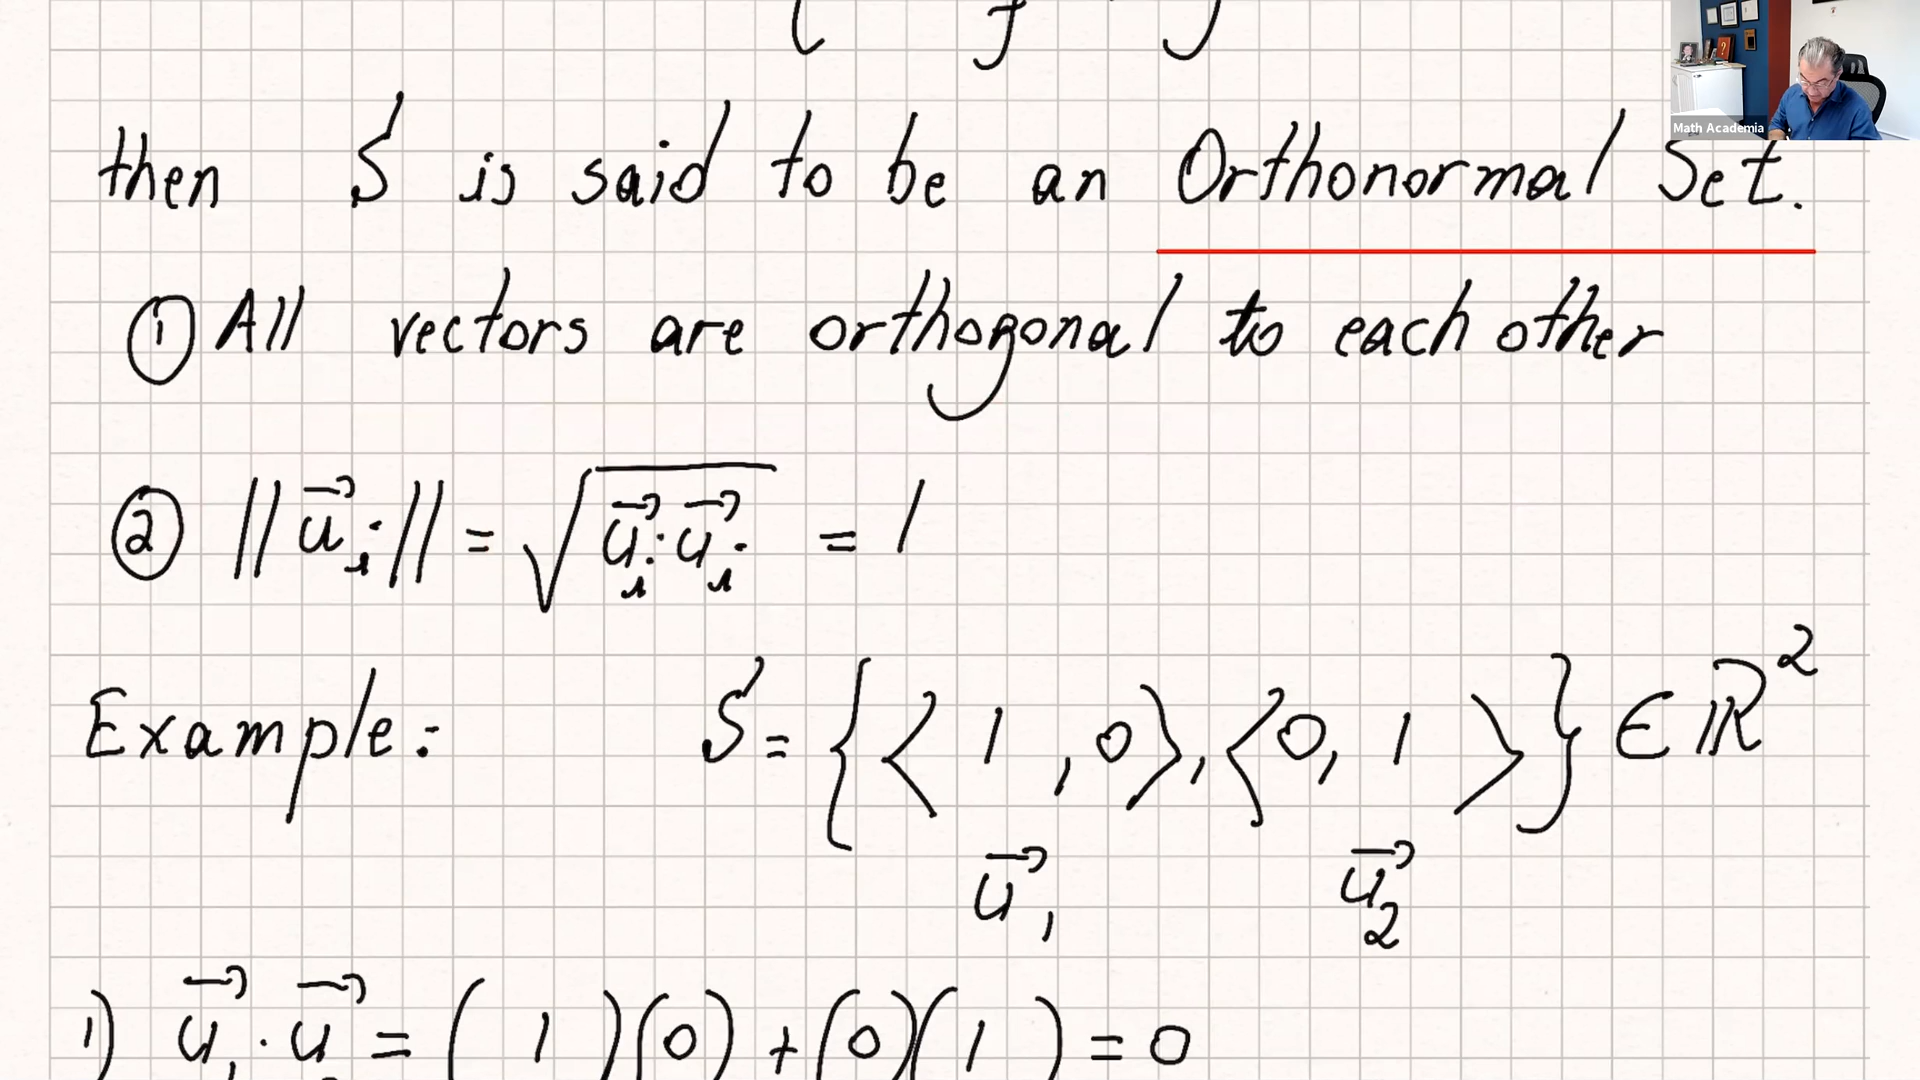 Math Academia
then S is said to be an Orthonormal Set.
① All vectors are orthogonal to each other
② ||u⃗ᵢ|| = √(u⃗ᵢ·u⃗ᵢ) = 1
Example: S = {<1, 0>, <0, 1>} ∈ ℝ²
u⃗₁ u⃗₂
1) u⃗₁ · u⃗ = (1)(0) + (0)(1) = 0